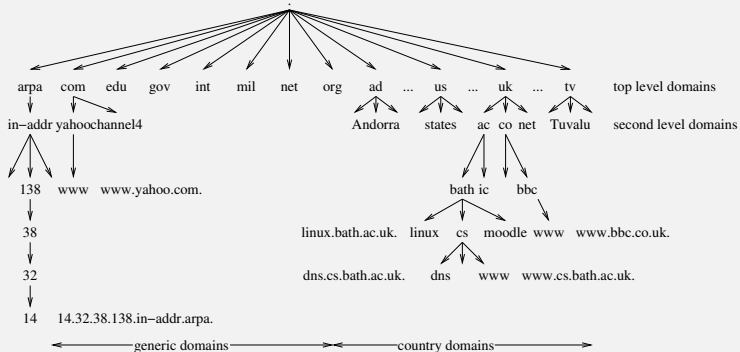 .
arpa com edu gov int mil net org ad ... us ... uk ... tv top level domains
in-addr yahoo channel4 Andorra states ac co net Tuvalu second level domains
138 www www.yahoo.com. bath ic bbc
38 linux.bath.ac.uk. linux cs moodle www www.bbc.co.uk.
32 dns.cs.bath.ac.uk. dns www www.cs.bath.ac.uk.
14 14.32.38.138.in-addr.arpa.
generic domains country domains